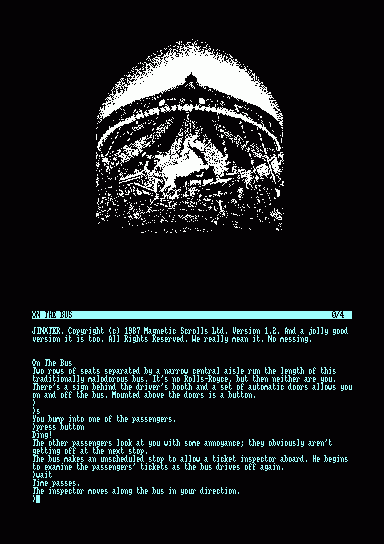 ON THE BUS 0/4
JINXTER. Copyright (c) 1987 Magnetic Scrolls Ltd. Version 1.2. And a jolly good
version it is too. All Rights Reserved. We really mean it. No messing.
On The Bus
Two rows of seats separated by a narrow central aisle run the length of this
traditionally malodorous bus. It's no Rolls-Royce, but then neither are you.
There's a sign behind the driver's booth and a set of automatic doors allows you
on and off the bus. Mounted above the doors is a button.
)
)s
You bump into one of the passengers.
)press button
Ding!
The other passengers look at you with some annoyance; they obviously aren't
getting off at the next stop.
The bus makes an unscheduled stop to allow a ticket inspector aboard. He begins
to examine the passengers' tickets as the bus drives off again.
)wait
Time passes.
The inspector moves along the bus in your direction.
)